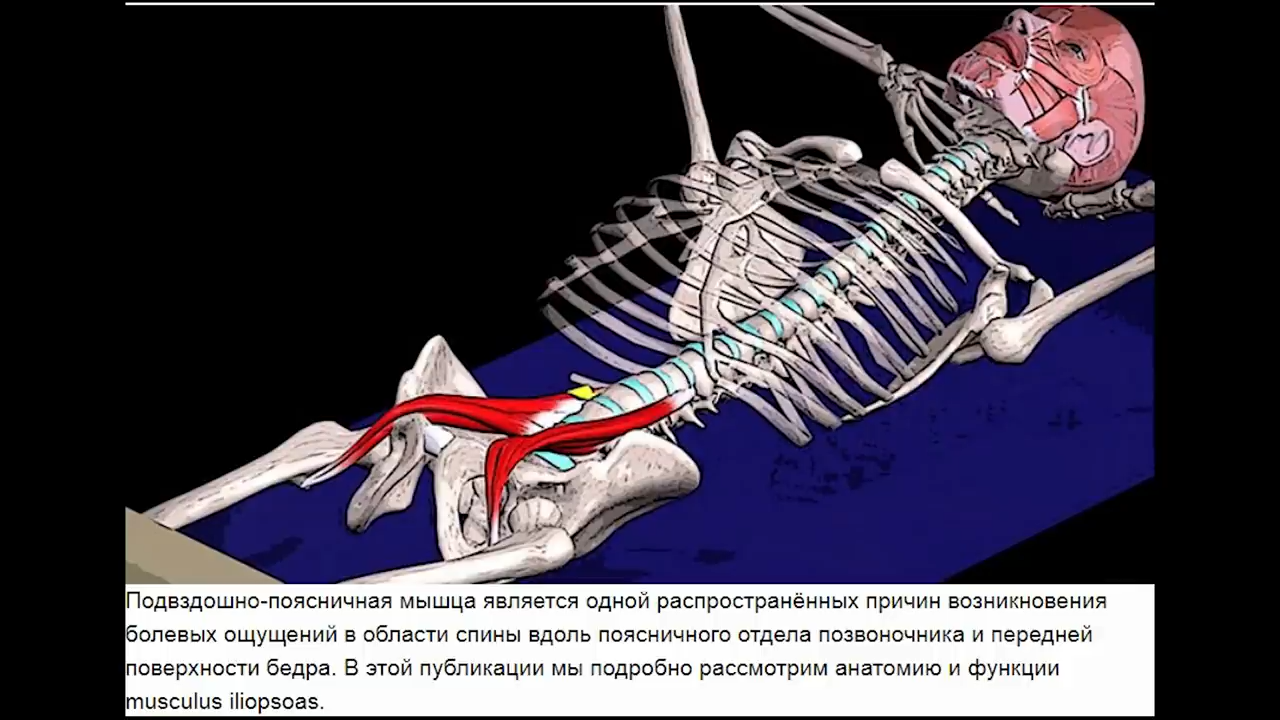 Подвздошно-поясничная мышца является одной распространённых причин возникновения
болевых ощущений в области спины вдоль поясничного отдела позвоночника и передней
поверхности бедра. В этой публикации мы подробно рассмотрим анатомию и функции
musculus iliopsoas.